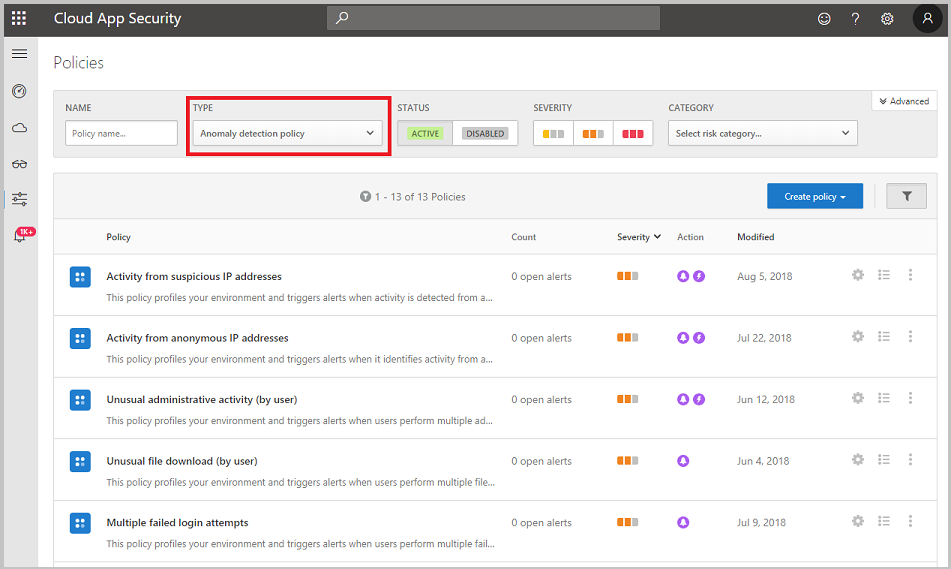 Cloud App Security
?
Policies
NAME
TYPE
STATUS
SEVERITY
CATEGORY
Advanced
Policy name...
Anomaly detection policy
ACTIVE
DISABLED
Select risk category...
1 - 13 of 13 Policies
Create policy
1K+
Policy
Count
Severity
Action
Modified
Activity from suspicious IP addresses
0 open alerts
Aug 5, 2018
This policy profiles your environment and triggers alerts when activity is detected from a...
Activity from anonymous IP addresses
0 open alerts
Jul 22, 2018
This policy profiles your environment and triggers alerts when it identifies activity from a...
Unusual administrative activity (by user)
0 open alerts
Jun 12, 2018
This policy profiles your environment and triggers alerts when users perform multiple ad...
Unusual file download (by user)
0 open alerts
Jun 4, 2018
This policy profiles your environment and triggers alerts when users perform multiple file...
Multiple failed login attempts
0 open alerts
Jul 9, 2018
This policy profiles your environment and triggers alerts when users perform multiple fail...